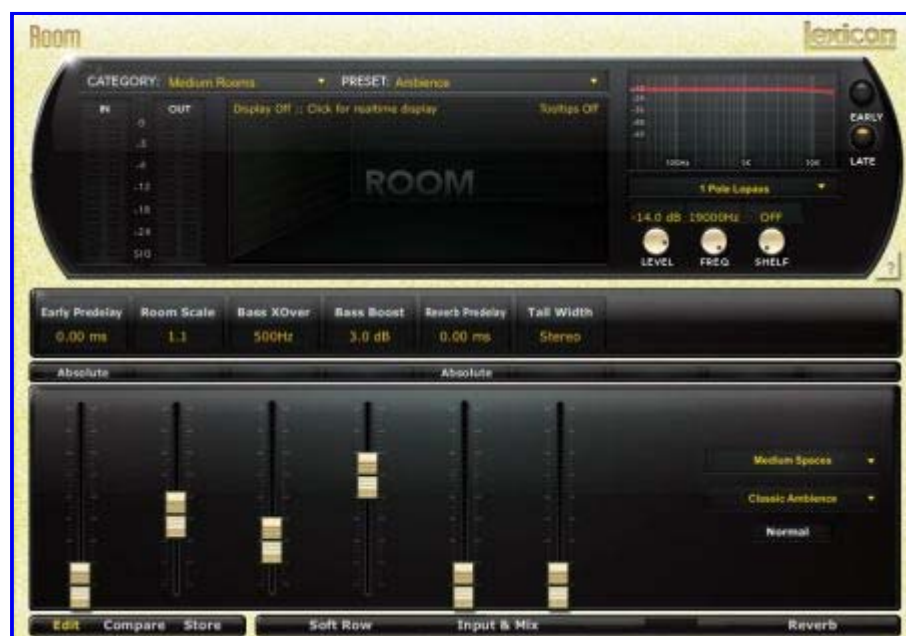 Room
lexicon
CATEGORY: Medium Rooms
PRESET: Ambience
IN OUT
0
Display Off :: Click for realtime display
Tooltips Off
ROOM
EARLY
LATE
1 Pole Lopass
-14.0 dB 19000Hz OFF
LEVEL FREQ SHELF
?
SIG
Early Predelay Room Scale Bass XOver Bass Boost Reverb Predelay Tail Width
0.00 ms 1.1 500Hz 3.0 dB 0.00 ms Stereo
Absolute Absolute
Medium Spaces
Classic Ambience
Normal
Edit Compare Store Soft Row Input & Mix Reverb